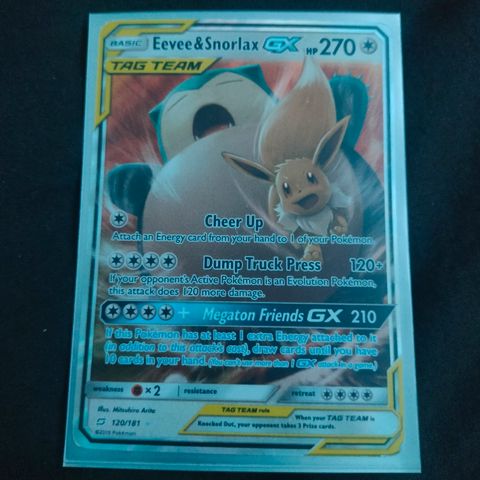 BASIC Eevee&Snorlax GX HP 270
TAG TEAM
Cheer Up
Attach an Energy card from your hand to 1 of your Pokémon.
Dump Truck Press 120+
If your opponent's Active Pokémon is an Evolution Pokémon,
this attack does 120 more damage.
+ Megaton Friends GX 210
If this Pokémon has at least 1 extra Energy attached to it
(in addition to this attack's cost), draw cards until you have
10 cards in your hand. (You can't use more than 1 GX attack in a game.)
weakness × 2 resistance retreat
Illus. Mitsuhiro Arita
TAG TEAM rule
When your TAG TEAM is
Knocked Out, your opponent takes 3 Prize cards.
120/181
©2019 Pokémon